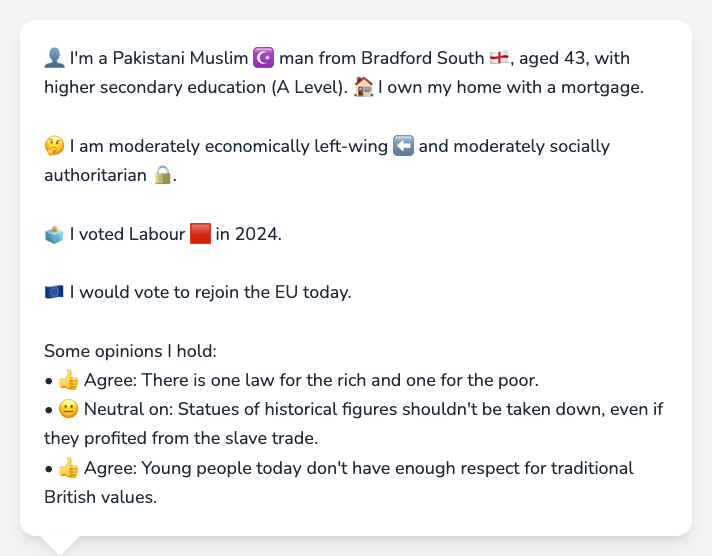 👤 I'm a Pakistani Muslim ☪️ man from Bradford South 🏴󠁧󠁢󠁥󠁮󠁧󠁿, aged 43, with
higher secondary education (A Level). 🏠 I own my home with a mortgage.
🤔 I am moderately economically left-wing ⬅️ and moderately socially
authoritarian 🔒.
🗳️ I voted Labour 🟥 in 2024.
🇪🇺 I would vote to rejoin the EU today.
Some opinions I hold:
• 👍 Agree: There is one law for the rich and one for the poor.
• 😐 Neutral on: Statues of historical figures shouldn't be taken down, even if
they profited from the slave trade.
• 👍 Agree: Young people today don't have enough respect for traditional
British values.